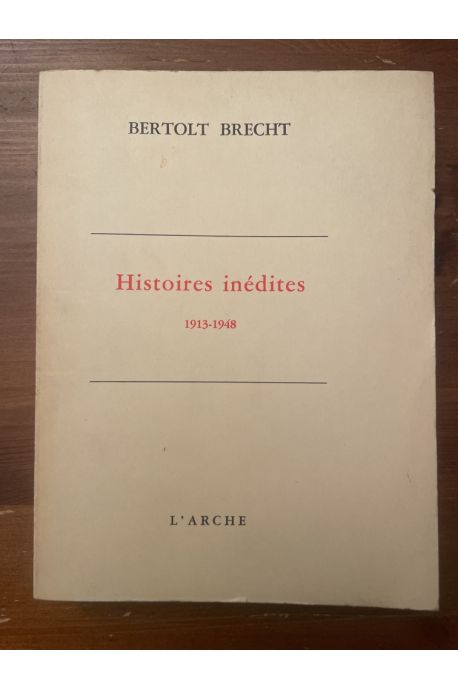 BERTOLT BRECHT
Histoires inédites
1913-1948
L'ARCHE